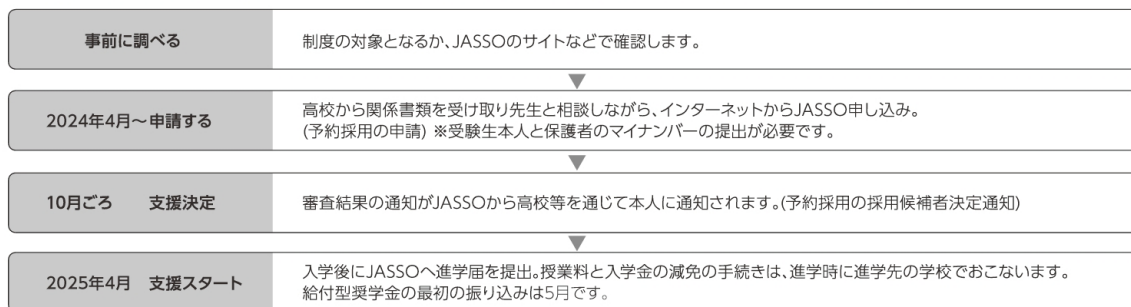 事前に調べる
制度の対象となるか、JASSOのサイトなどで確認します。
2024年4月～申請する
高校から関係書類を受け取り先生と相談しながら、インターネットからJASSO申し込み。
(予約採用の申請) ※受験生本人と保護者のマイナンバーの提出が必要です。
10月ごろ 支援決定
審査結果の通知がJASSOから高校等を通じて本人に通知されます。(予約採用の採用候補者決定通知)
2025年4月 支援スタート
入学後にJASSOへ進学届を提出。授業料と入学金の減免の手続きは、進学時に進学先の学校でおこないます。
給付型奨学金の最初の振り込みは5月です。